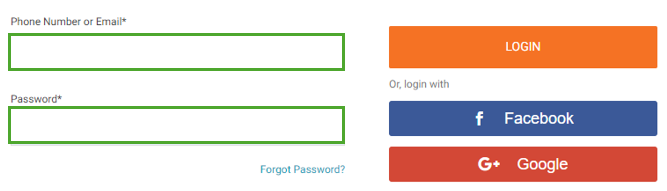 Phone Number or Email*
Password*
Forgot Password?
LOGIN
Or, login with
f Facebook
G+ Google